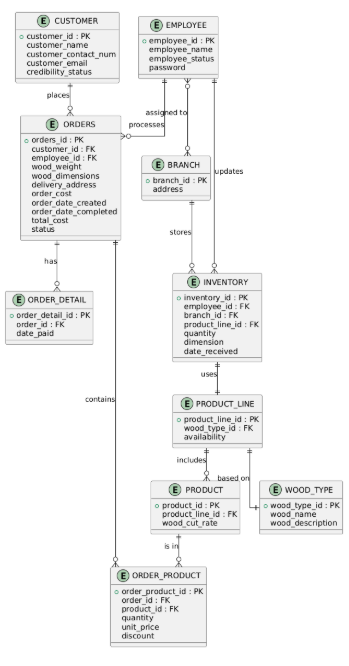 E CUSTOMER
customer_id : PK
customer_name
customer_contact_num
customer_email
credibility_status
E EMPLOYEE
employee_id : PK
employee_name
employee_status
password
places
assigned to
processes
updates
E ORDERS
orders_id : PK
customer_id : FK
employee_id : FK
wood_weight
wood_dimensions
delivery_address
order_cost
order_date_created
order_date_completed
total_cost
status
E BRANCH
branch_id : PK
address
stores
has
E ORDER_DETAIL
order_detail_id : PK
order_id : FK
date_paid
E INVENTORY
inventory_id : PK
employee_id : FK
branch_id : FK
product_line_id : FK
quantity
dimension
date_received
uses
contains
E PRODUCT_LINE
product_line_id : PK
wood_type_id : FK
availability
includes
based on
E PRODUCT
product_id : PK
product_line_id : FK
wood_cut_rate
E WOOD_TYPE
wood_type_id : PK
wood_name
wood_description
is in
E ORDER_PRODUCT
order_product_id : PK
order_id : FK
product_id : FK
quantity
unit_price
discount